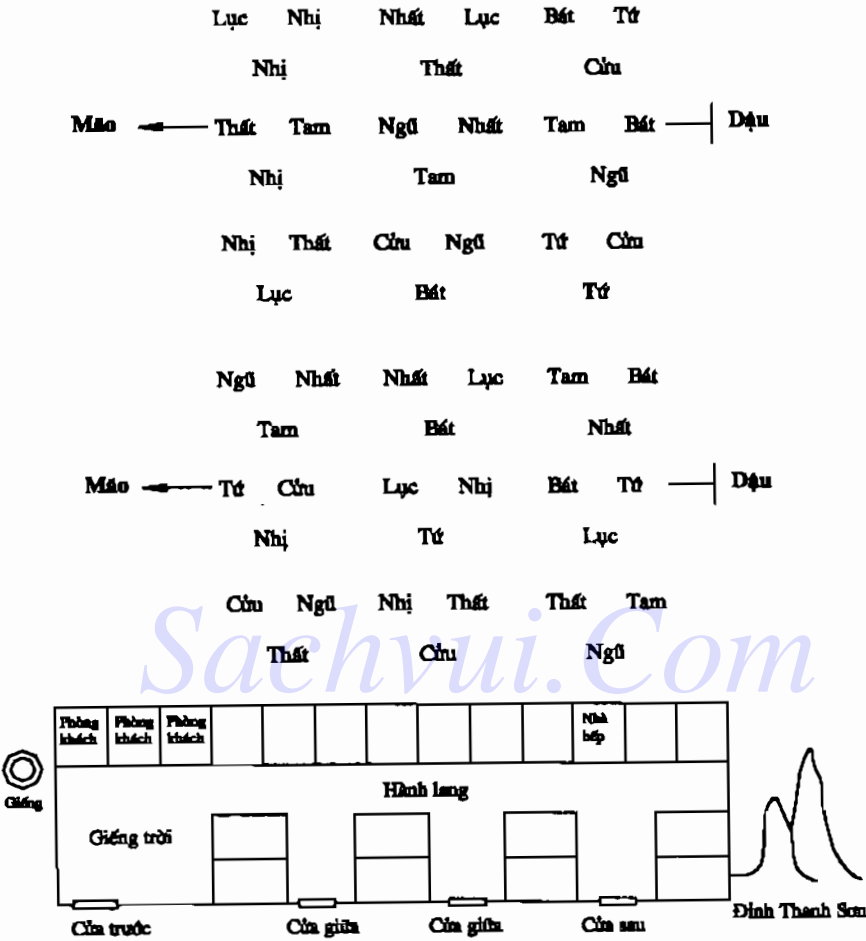 Lục Nhị Nhất Lục Bát Tứ
Nhị Thất Cửu
Mão Thất Tam Ngũ Nhất Tam Bát Dậu
Nhị Tam Ngũ
Nhị Thất Cửu Ngũ Tứ Cửu
Lục Bát Tứ
Ngũ Nhất Nhất Lục Tam Bát
Tam Bát Nhất
Mão Tứ Cửu Lục Nhị Bát Tứ Dậu
Nhị Tứ Lục
Cửu Ngũ Nhị Thất Thất Tam
Thất Cửu Ngũ
Sachvui.Com
Phòng khách
Phòng khách
Phòng khách
Nhà bếp
Giếng
Hành lang
Giếng trời
Đỉnh Thanh Sơn
Cửa trước Cửa giữa Cửa giữa Cửa sau